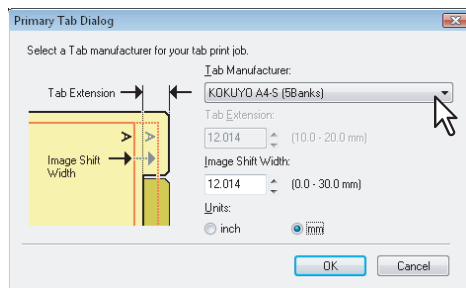 Primary Tab Dialog
Select a Tab manufacturer for your tab print job.
Tab Manufacturer:
KOKUYO A4-S (5Banks)
Tab Extension:
12.014 (10.0 - 20.0 mm)
Image Shift Width:
12.014 (0.0 - 30.0 mm)
Units:
inch mm
Tab Extension
A A
Image Shift
Width
OK Cancel